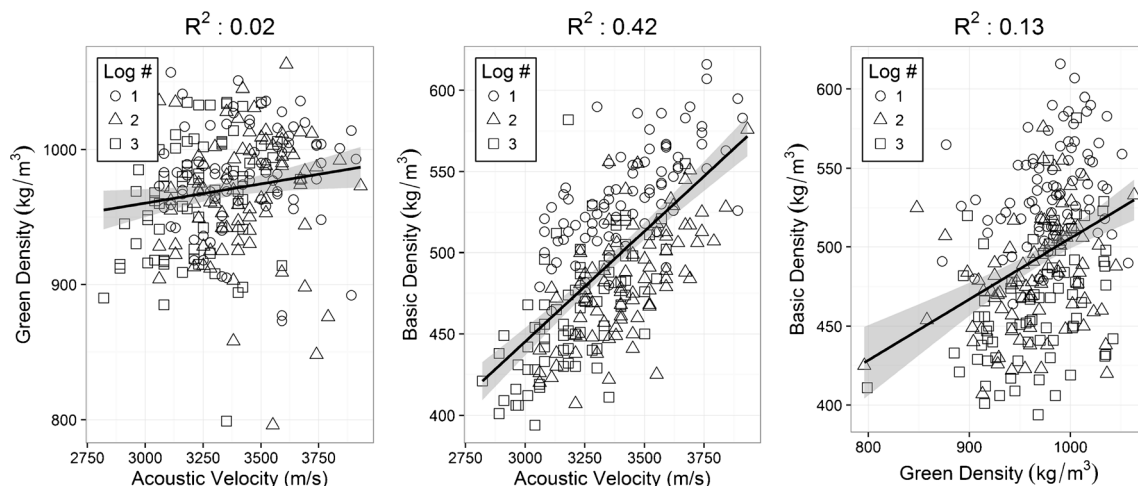 R² : 0.02
Green Density (kg/m³)
1000
900
800
Log #
1
2
3
2750 3000 3250 3500 3750
Acoustic Velocity (m/s)
R² : 0.42
Basic Density (kg/m³)
600
550
500
450
400
Log #
1
2
3
2750 3000 3250 3500 3750
Acoustic Velocity (m/s)
R² : 0.13
Basic Density (kg/m³)
600
550
500
450
400
Log #
1
2
3
800 900 1000
Green Density (kg/m³)